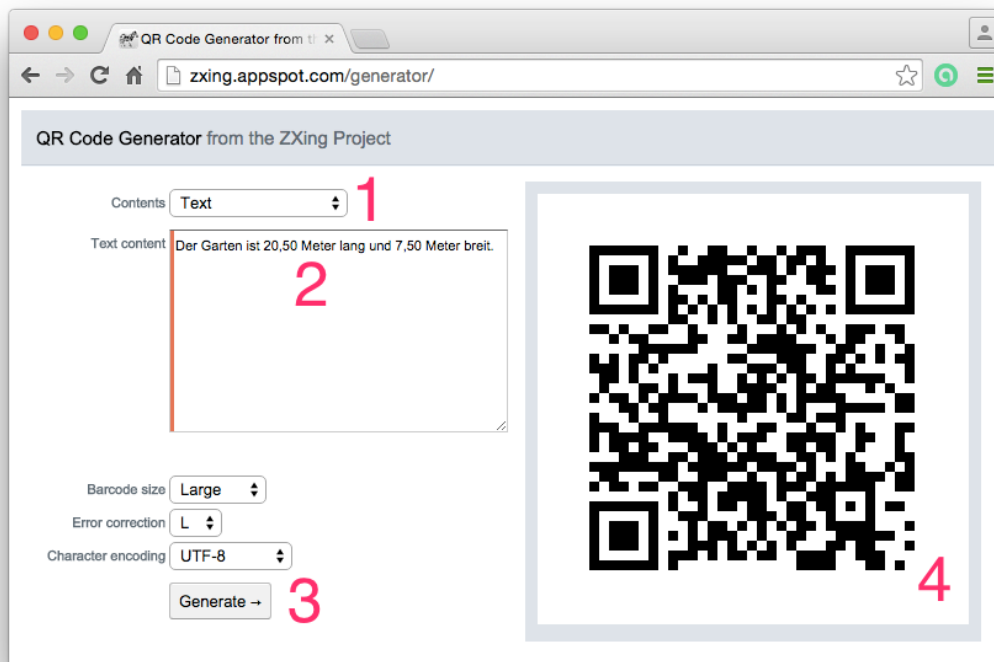 QR Code Generator from th
zxing.appspot.com/generator/
QR Code Generator from the ZXing Project
Contents Text 1
Text content Der Garten ist 20,50 Meter lang und 7,50 Meter breit.
2
Barcode size Large
Error correction L
Character encoding UTF-8
Generate → 3
4